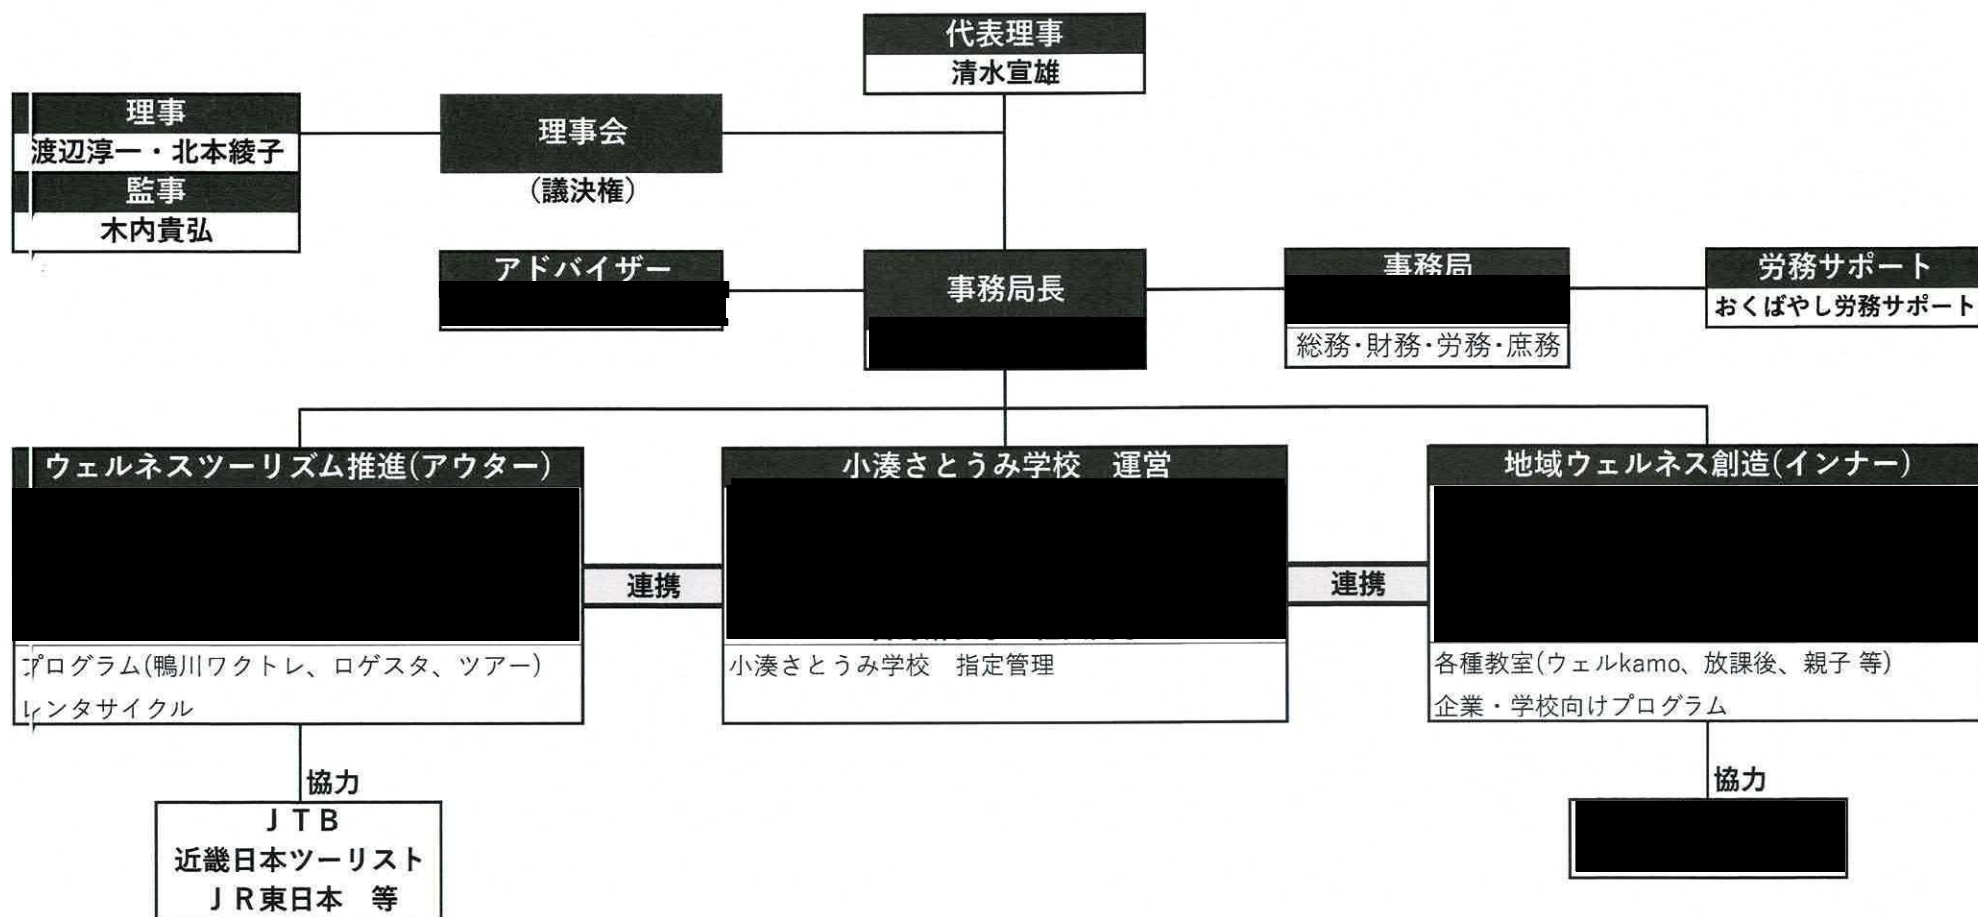 代表理事
清水宣雄
理事
渡辺淳一・北本綾子
監事
木内貴弘
理事会
(議決権)
アドバイザー
事務局長
事務局
総務・財務・労務・庶務
労務サポート
おくばやし労務サポート
ウェルネスツーリズム推進(アウター)
プログラム(鴨川ワクトレ、ロゲスタ、ツアー)
レンタサイクル
連携
小湊さとうみ学校　運営
小湊さとうみ学校　指定管理
連携
地域ウェルネス創造(インナー)
各種教室(ウェルkamo、放課後、親子 等)
企業・学校向けプログラム
協力
ＪＴＢ
近畿日本ツーリスト
ＪＲ東日本　等
協力